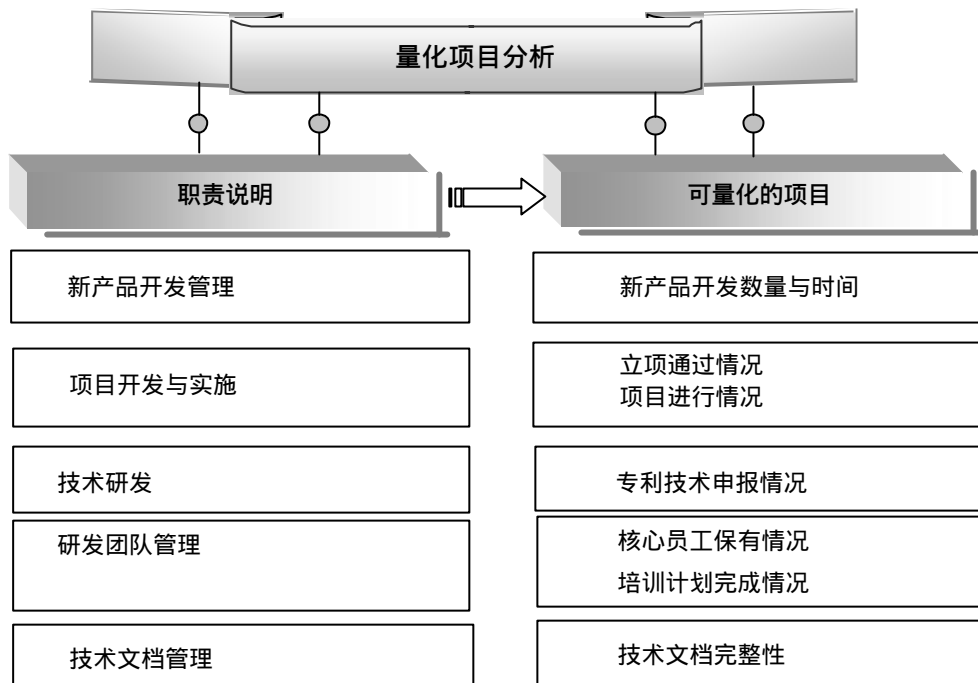 量化项目分析
职责说明
可量化的项目
新产品开发管理
新产品开发数量与时间
项目开发与实施
立项通过情况
项目进行情况
技术研发
专利技术申报情况
研发团队管理
核心员工保有情况
培训计划完成情况
技术文档管理
技术文档完整性